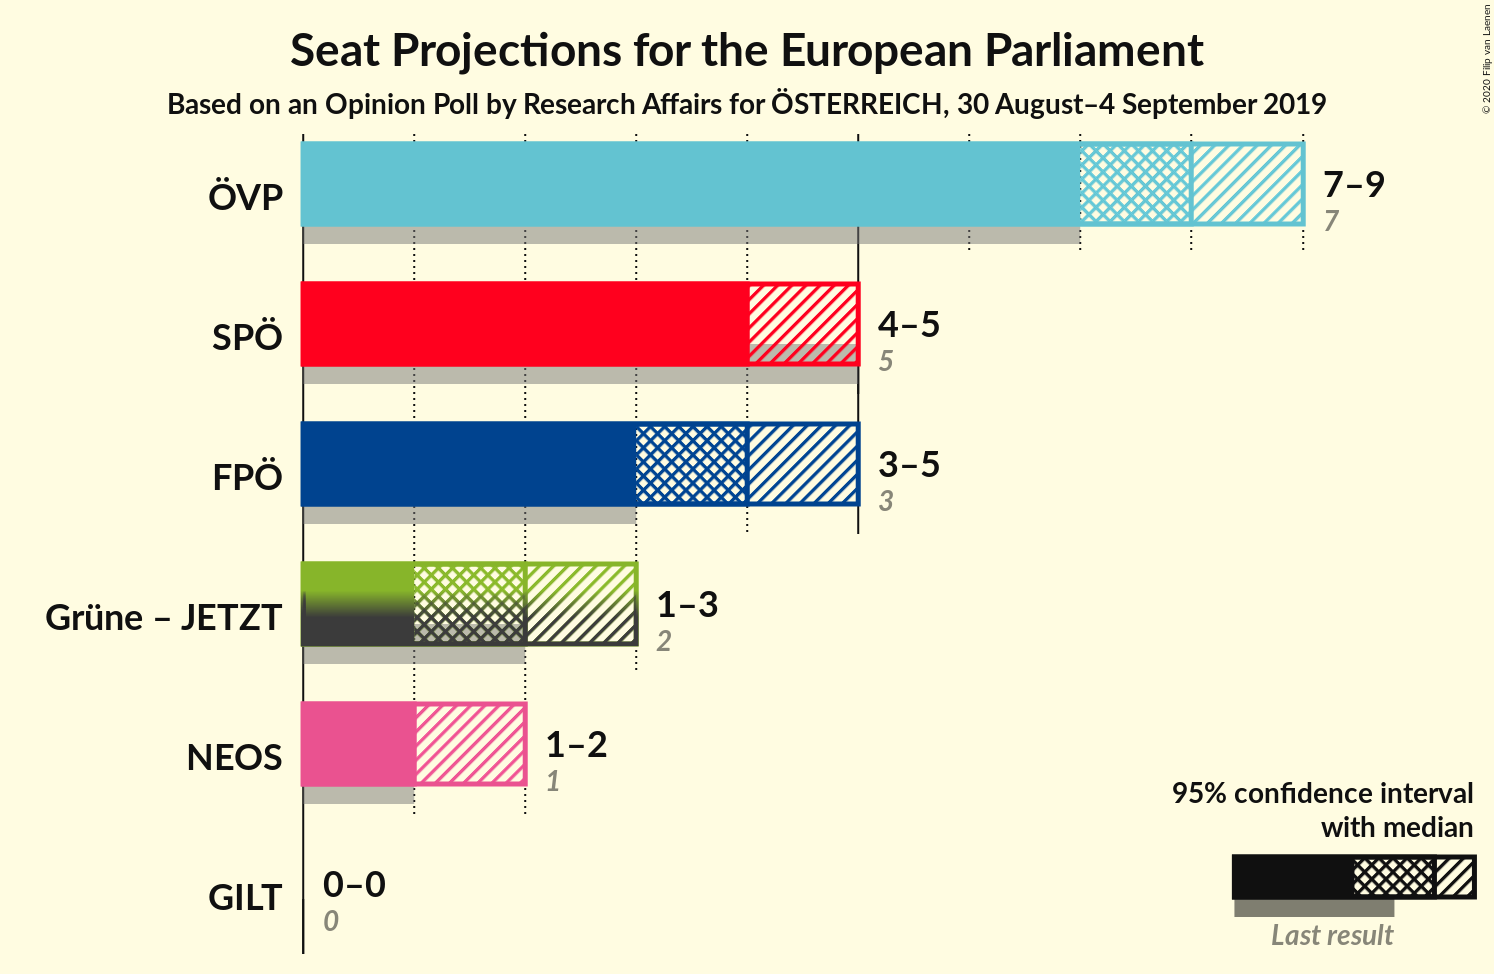 Seat Projections for the European Parliament
Based on an Opinion Poll by Research Affairs for ÖSTERREICH, 30 August–4 September 2019
© 2020 Filip van Laenen
ÖVP
7–9
7
SPÖ
4–5
5
FPÖ
3–5
3
Grüne – JETZT
1–3
2
NEOS
1–2
1
GILT
0–0
0
95% confidence interval
with median
Last result